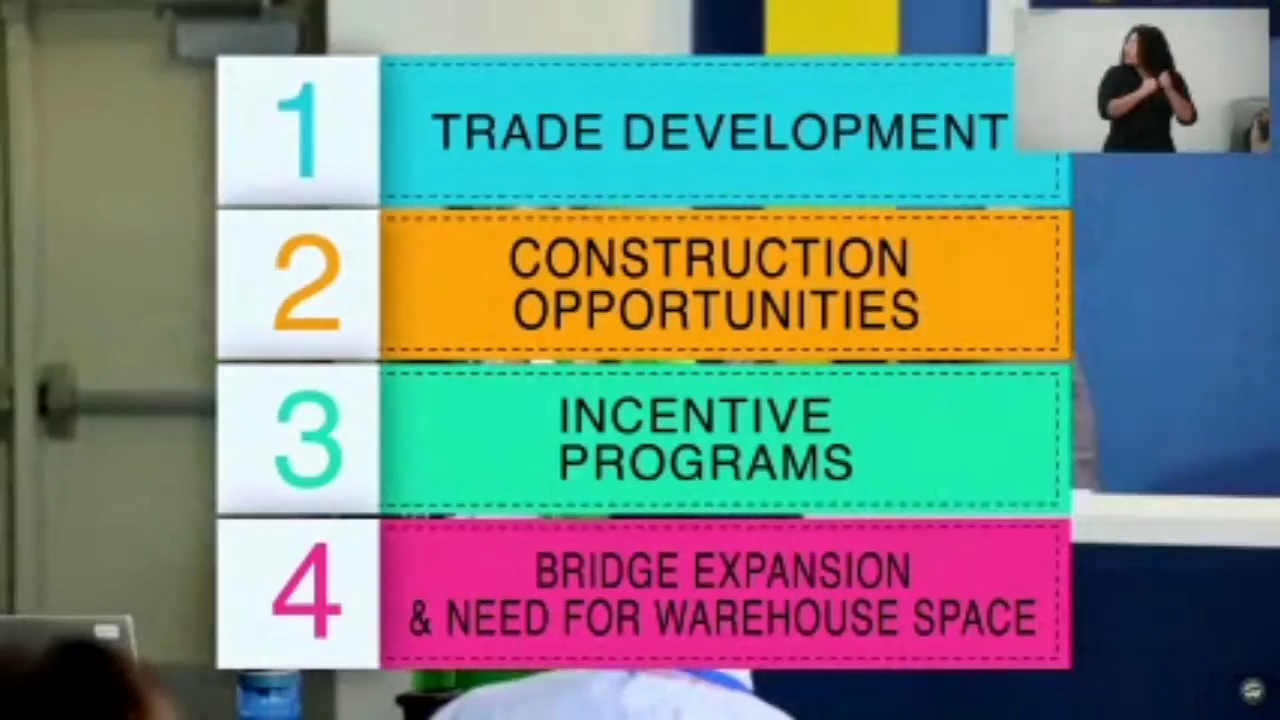 1
TRADE DEVELOPMENT
2
CONSTRUCTION
OPPORTUNITIES
3
INCENTIVE
PROGRAMS
4
BRIDGE EXPANSION
& NEED FOR WAREHOUSE SPACE